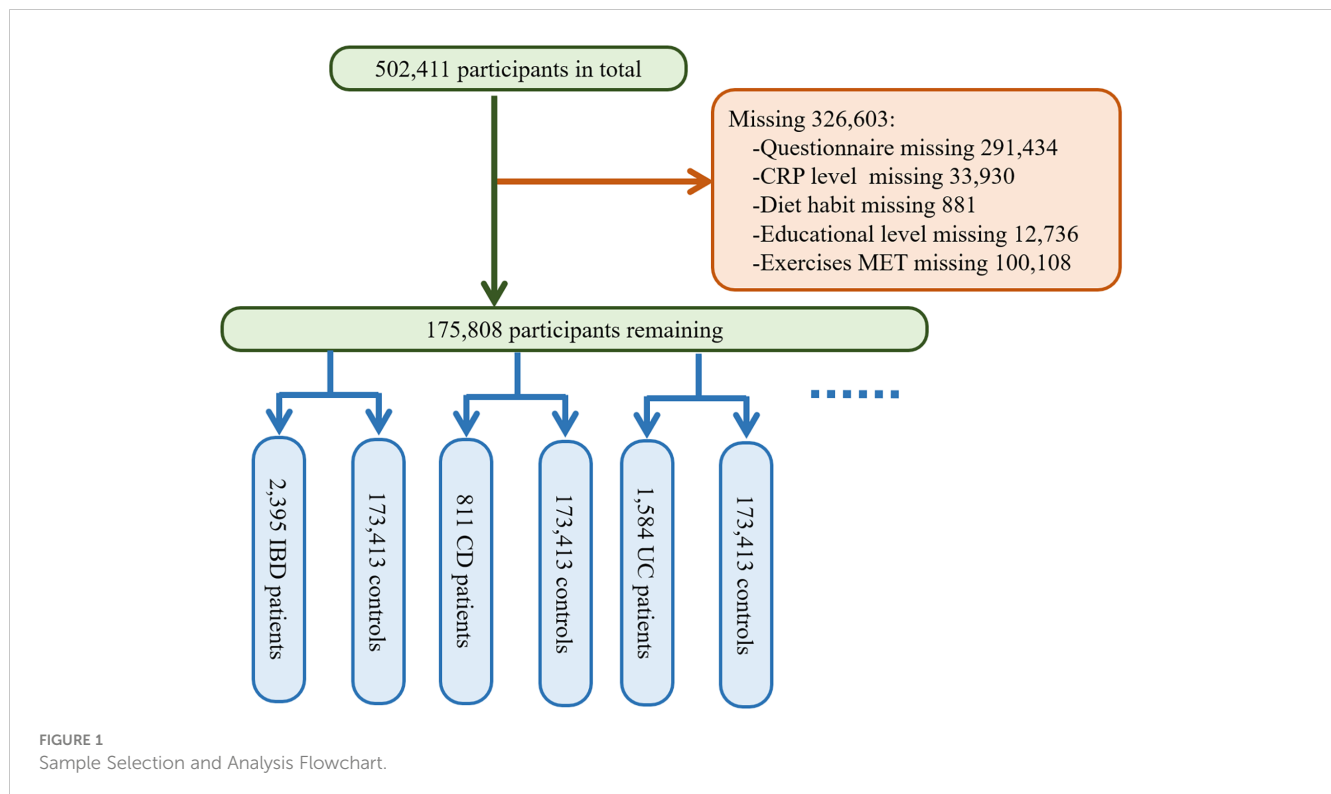 502,411 participants in total
Missing 326,603:
-Questionnaire missing 291,434
-CRP level  missing 33,930
-Diet habit missing 881
-Educational level missing 12,736
-Exercises MET missing 100,108
175,808 participants remaining
2,395 IBD patients
173,413 controls
811 CD patients
173,413 controls
1,584 UC patients
173,413 controls
FIGURE 1
Sample Selection and Analysis Flowchart.